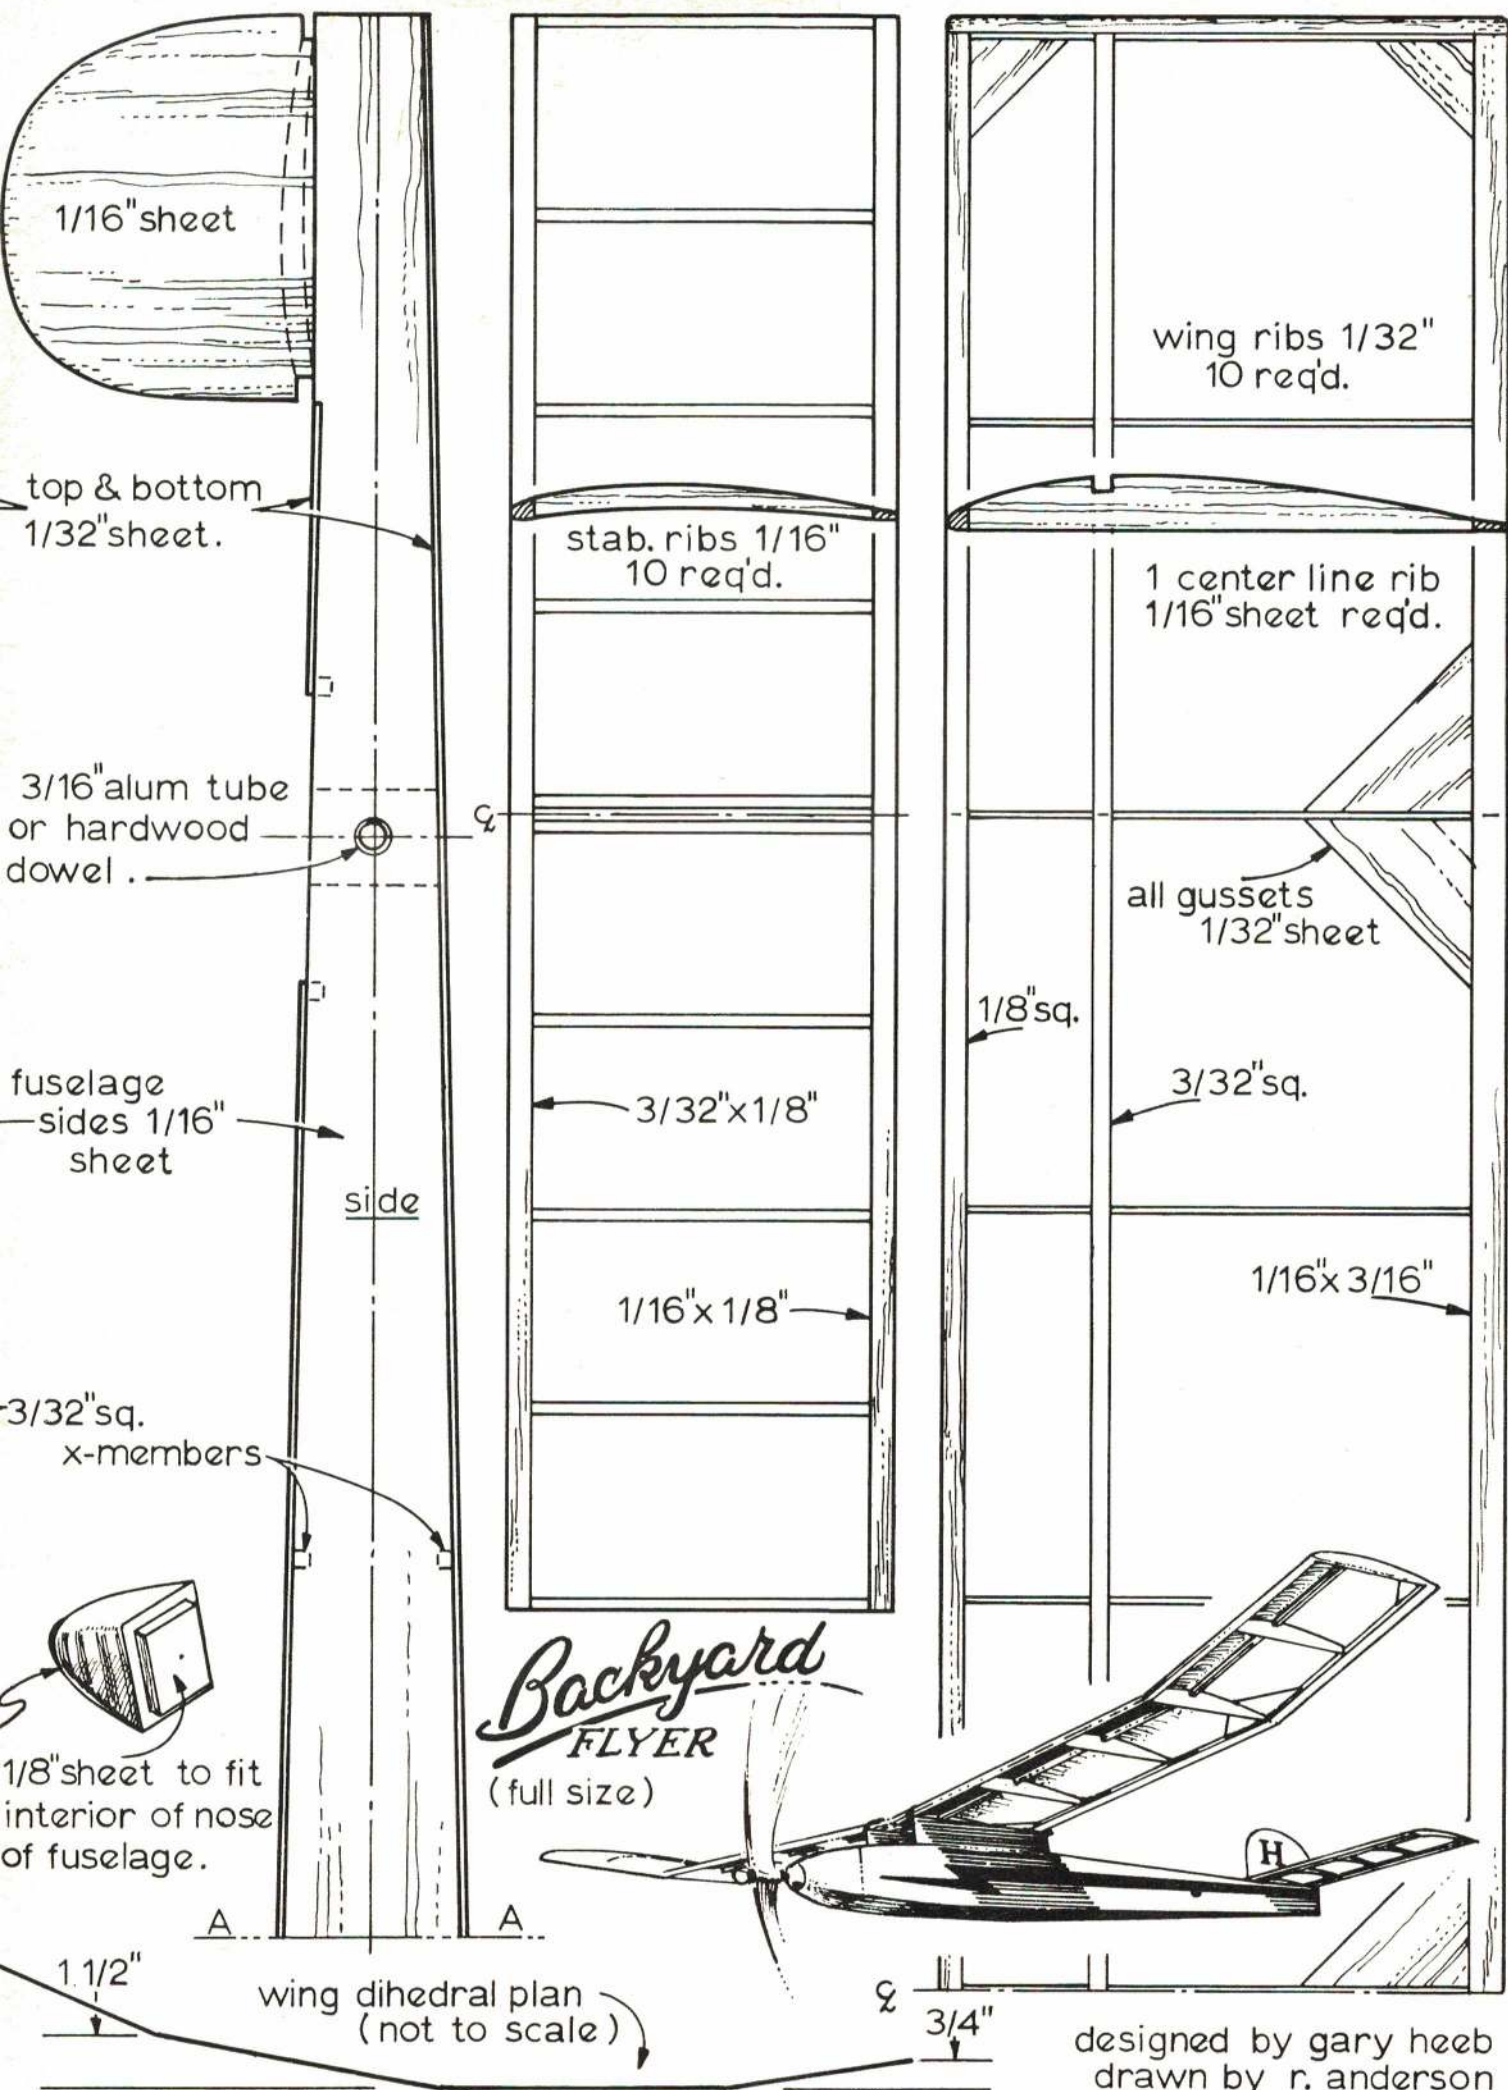 1/16" sheet
top & bottom
1/32" sheet.
3/16" alum tube
or hardwood
dowel.
fuselage
sides 1/16"
sheet
side
3/32" sq.
x-members
1/8" sheet to fit
interior of nose
of fuselage.
A
A
1 1/2"
wing dihedral plan
(not to scale)
stab. ribs 1/16"
10 req'd.
℄
3/32" x 1/8"
1/16" x 1/8"
Backyard
FLYER
(full size)
wing ribs 1/32"
10 req'd.
1 center line rib
1/16" sheet req'd.
all gussets
1/32" sheet
1/8" sq.
3/32" sq.
1/16" x 3/16"
H
℄
3/4"
designed by gary heeb
drawn by r. anderson